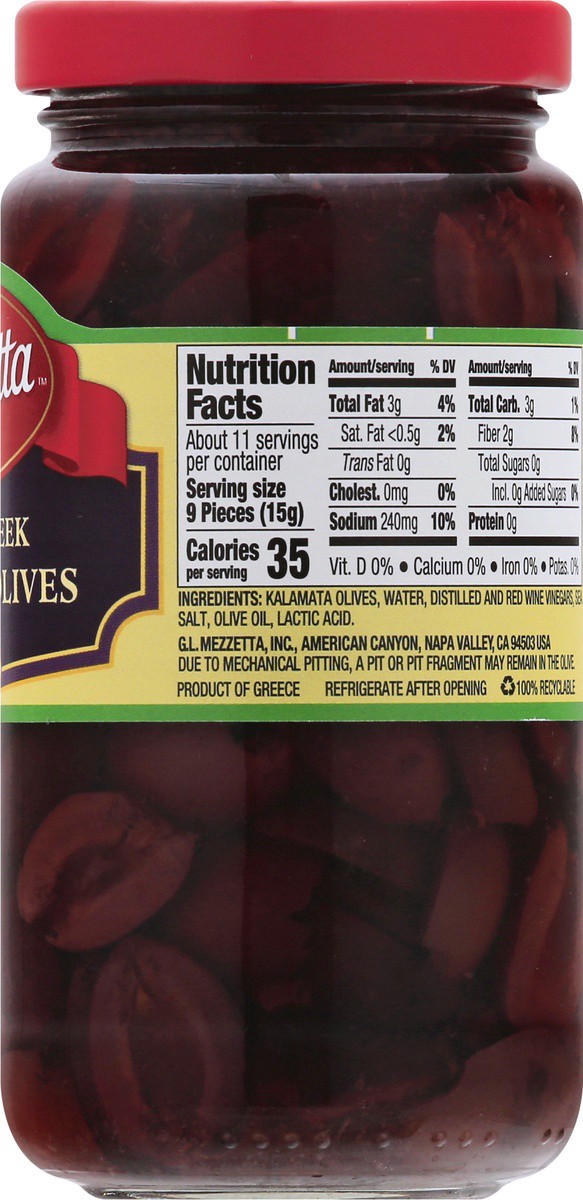 Nutrition
Facts
About 11 servings
per container
Serving size
9 Pieces (15g)
Calories 35
per serving
Amount/serving % DV
Total Fat 3g 4%
Sat. Fat <0.5g 2%
Trans Fat 0g
Cholest. 0mg 0%
Sodium 240mg 10%
Amount/serving % DV
Total Carb. 3g 1%
Fiber 2g 8%
Total Sugars 0g
Incl. 0g Added Sugars 0%
Protein 0g
Vit. D 0% • Calcium 0% • Iron 0% • Potas. 0%
INGREDIENTS: KALAMATA OLIVES, WATER, DISTILLED AND RED WINE VINEGARS, SEA
SALT, OLIVE OIL, LACTIC ACID.
G.L. MEZZETTA, INC., AMERICAN CANYON, NAPA VALLEY, CA 94503 USA
DUE TO MECHANICAL PITTING, A PIT OR PIT FRAGMENT MAY REMAIN IN THE OLIVE.
PRODUCT OF GREECE REFRIGERATE AFTER OPENING 100% RECYCLABLE